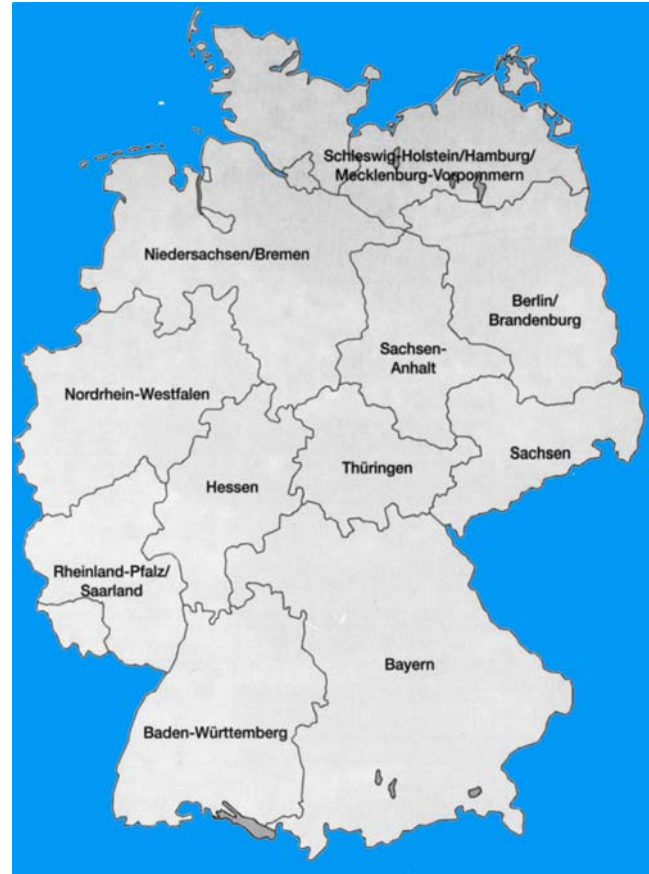 Schleswig-Holstein/Hamburg/
Mecklenburg-Vorpommern
Niedersachsen/Bremen
Berlin/
Brandenburg
Sachsen-
Anhalt
Nordrhein-Westfalen
Sachsen
Thüringen
Hessen
Rheinland-Pfalz/
Saarland
Bayern
Baden-Württemberg